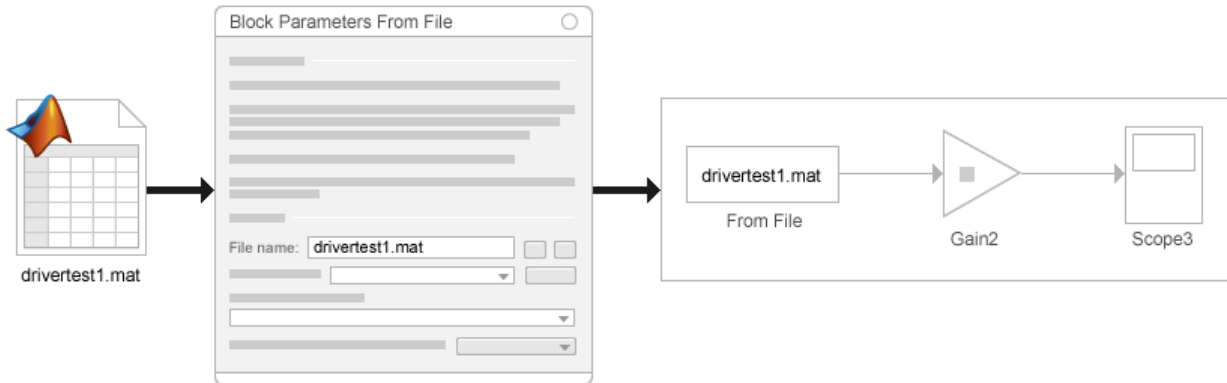 drivertest1.mat
Block Parameters From File
File name:
drivertest1.mat
drivertest1.mat
From File
Gain2
Scope3